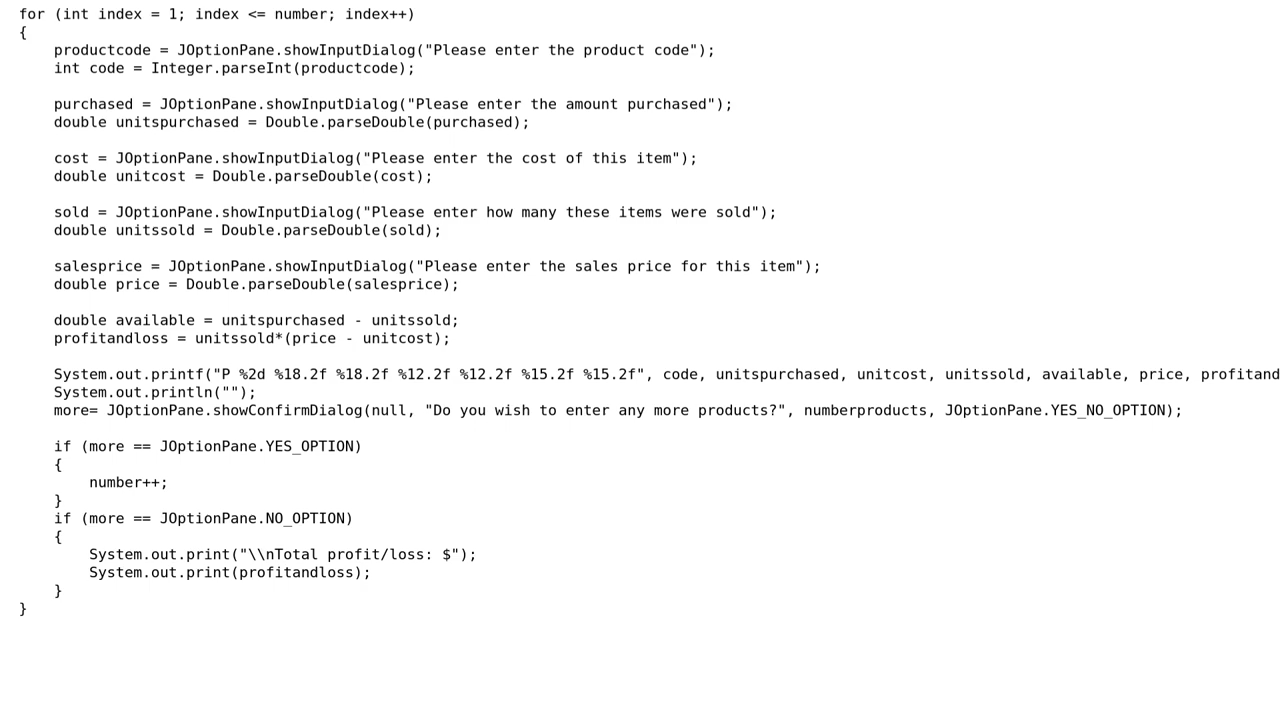 for (int index = 1; index <= number; index++)
{
    productcode = JOptionPane.showInputDialog("Please enter the product code");
    int code = Integer.parseInt(productcode);

    purchased = JOptionPane.showInputDialog("Please enter the amount purchased");
    double unitspurchased = Double.parseDouble(purchased);

    cost = JOptionPane.showInputDialog("Please enter the cost of this item");
    double unitcost = Double.parseDouble(cost);

    sold = JOptionPane.showInputDialog("Please enter how many these items were sold");
    double unitssold = Double.parseDouble(sold);

    salesprice = JOptionPane.showInputDialog("Please enter the sales price for this item");
    double price = Double.parseDouble(salesprice);

    double available = unitspurchased - unitssold;
    profitandloss = unitssold*(price - unitcost);

    System.out.printf("P %2d %18.2f %18.2f %12.2f %12.2f %15.2f %15.2f", code, unitspurchased, unitcost, unitssold, available, price, profitand
    System.out.println("");
    more= JOptionPane.showConfirmDialog(null, "Do you wish to enter any more products?", numberproducts, JOptionPane.YES_NO_OPTION);

    if (more == JOptionPane.YES_OPTION)
    {
        number++;
    }
    if (more == JOptionPane.NO_OPTION)
    {
        System.out.print("\\nTotal profit/loss: $");
        System.out.print(profitandloss);
    }
}